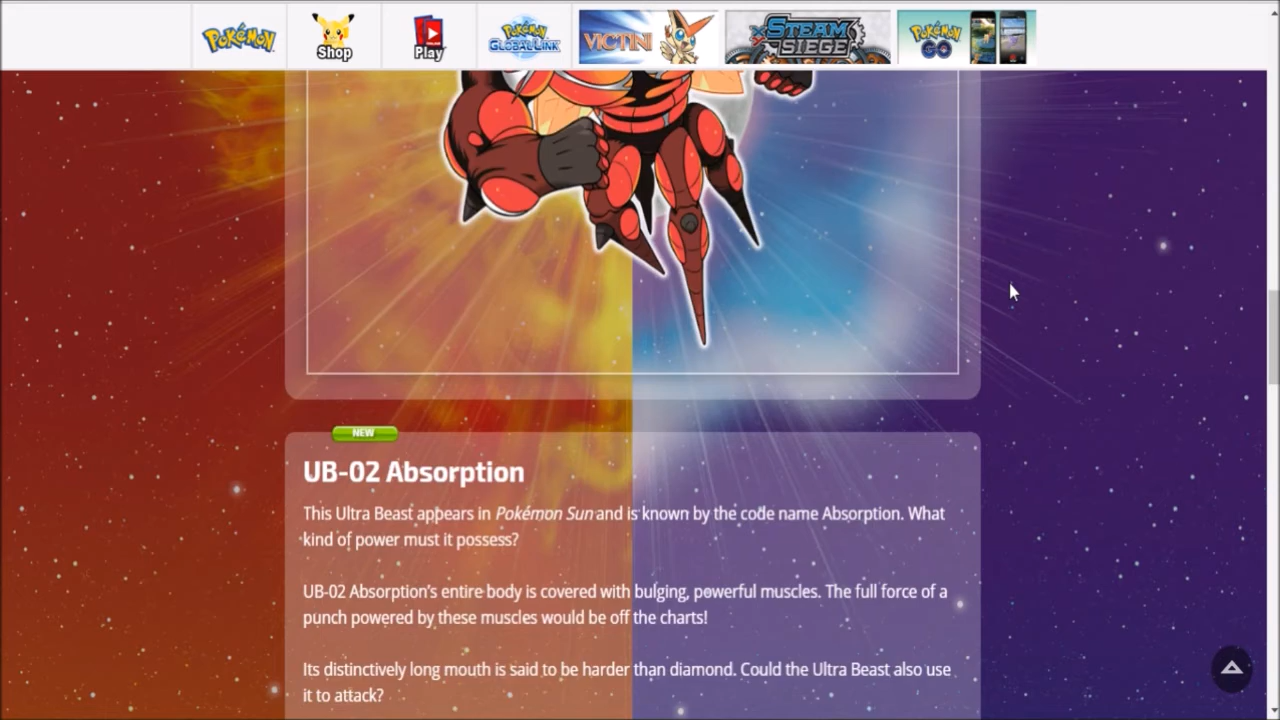 Pokémon
Shop
Play
Pokémon
Global Link
VICTINI
STEAM
SIEGE
Pokémon
GO
NEW
UB-02 Absorption
This Ultra Beast appears in Pokémon Sun and is known by the code name Absorption. What
kind of power must it possess?
UB-02 Absorption's entire body is covered with bulging, powerful muscles. The full force of a
punch powered by these muscles would be off the charts!
Its distinctively long mouth is said to be harder than diamond. Could the Ultra Beast also use
it to attack?